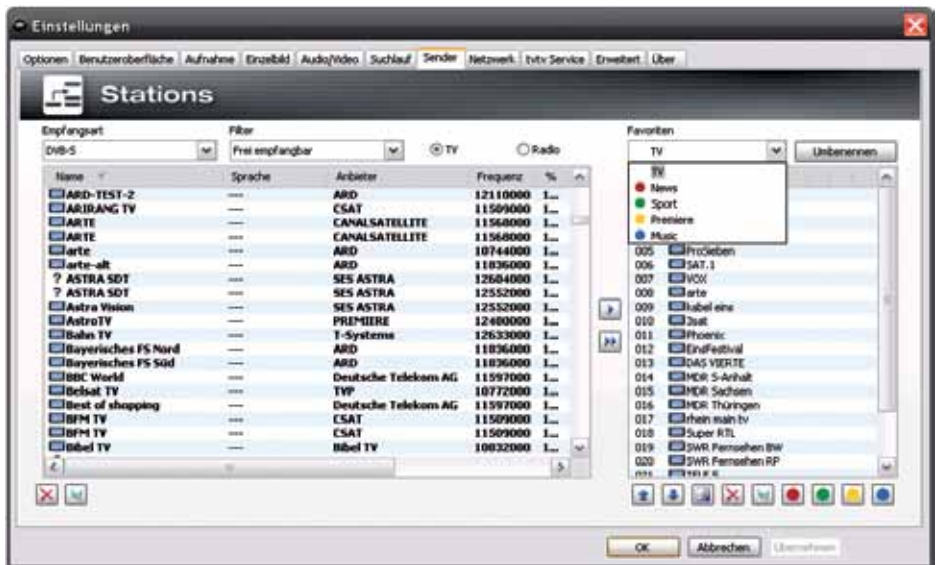 Einstellungen
Optionen Benutzeroberfläche Aufnahme Einzelbild Audio/Video Suchlauf Sender Netzwerk tvtv Service Erweitert Über
Stations
Empfangsart Filter Favoriten
DVB-S Frei empfangbar TV Radio TV Umbenennen
Name Sprache Anbieter Frequenz %
TV
News
Sport
Premiere
Music
ARD-TEST-2 --- ARD 12110000 1...
ARIRANG TV --- CSAT 11509000 1...
ARTE --- CANALSATELLITE 11568000 1...
ARTE --- CANALSATELLITE 11568000 1...
arte --- ARD 10744000 1... 005 ProSieben
arte-alt --- ARD 11836000 1... 006 SAT.1
? ASTRA SDT --- SES ASTRA 12604000 1... 007 VOX
? ASTRA SDT --- SES ASTRA 12552000 1... 008 arte
Astra Vision --- SES ASTRA 12552000 1... 009 kabel eins
AstroTV --- PREMIERE 12480000 1... 010 3sat
Bahn TV --- T-Systems 12633000 1... 011 Phoenix
Bayerisches FS Nord --- ARD 11836000 1... 012 EinsFestival
Bayerisches FS Süd --- ARD 11836000 1... 013 DAS VIERTE
BBC World --- Deutsche Telekom AG 11597000 1... 014 MDR S-Anhalt
Belsat TV --- TVP 10772000 1... 015 MDR Sachsen
Best of shopping --- Deutsche Telekom AG 11597000 1... 016 MDR Thüringen
BFM TV --- CSAT 11509000 1... 017 rhein main tv
BFM TV --- CSAT 11509000 1... 018 Super RTL
Bibel TV --- Bibel TV 10832000 1... 019 SWR Fernsehen BW
020 SWR Fernsehen RP
021 TELE 5
OK Abbrechen Übernehmen